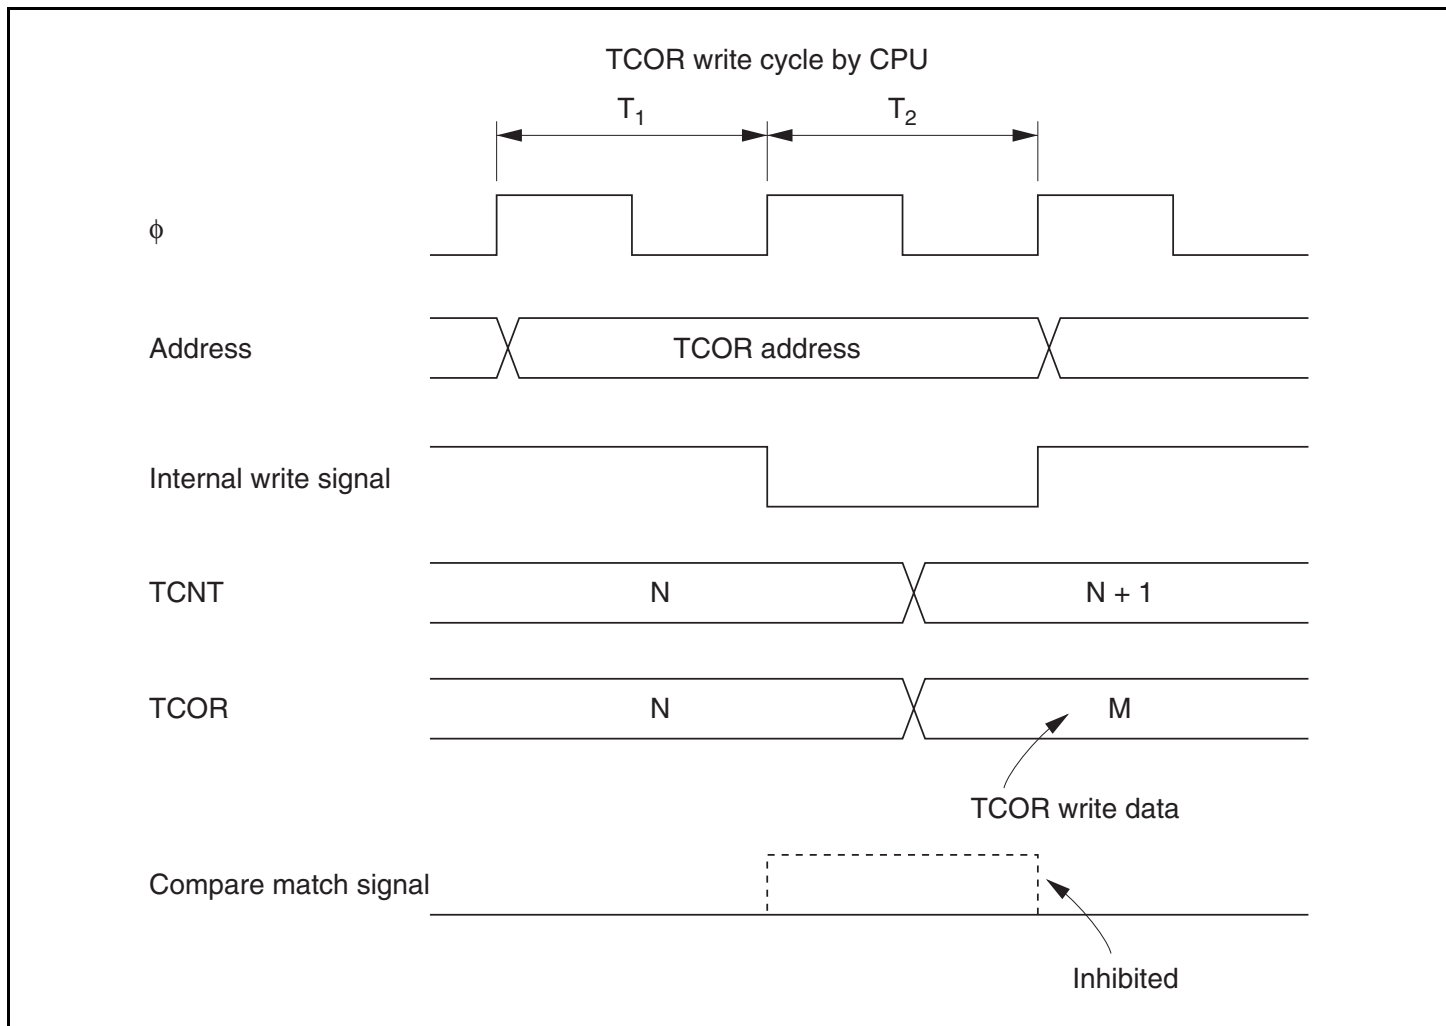 TCOR write cycle by CPU
T1 T2
φ
Address TCOR address
Internal write signal
TCNT N N + 1
TCOR N M
TCOR write data
Compare match signal
Inhibited